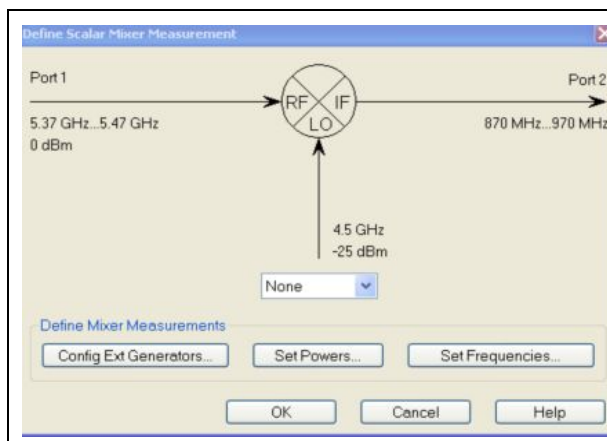 Define Scalar Mixer Measurement
Port 1
Port 2
RF
IF
LO
5.37 GHz...5.47 GHz
870 MHz...970 MHz
0 dBm
4.5 GHz
-25 dBm
None
Define Mixer Measurements
Config Ext Generators...
Set Powers...
Set Frequencies...
OK
Cancel
Help